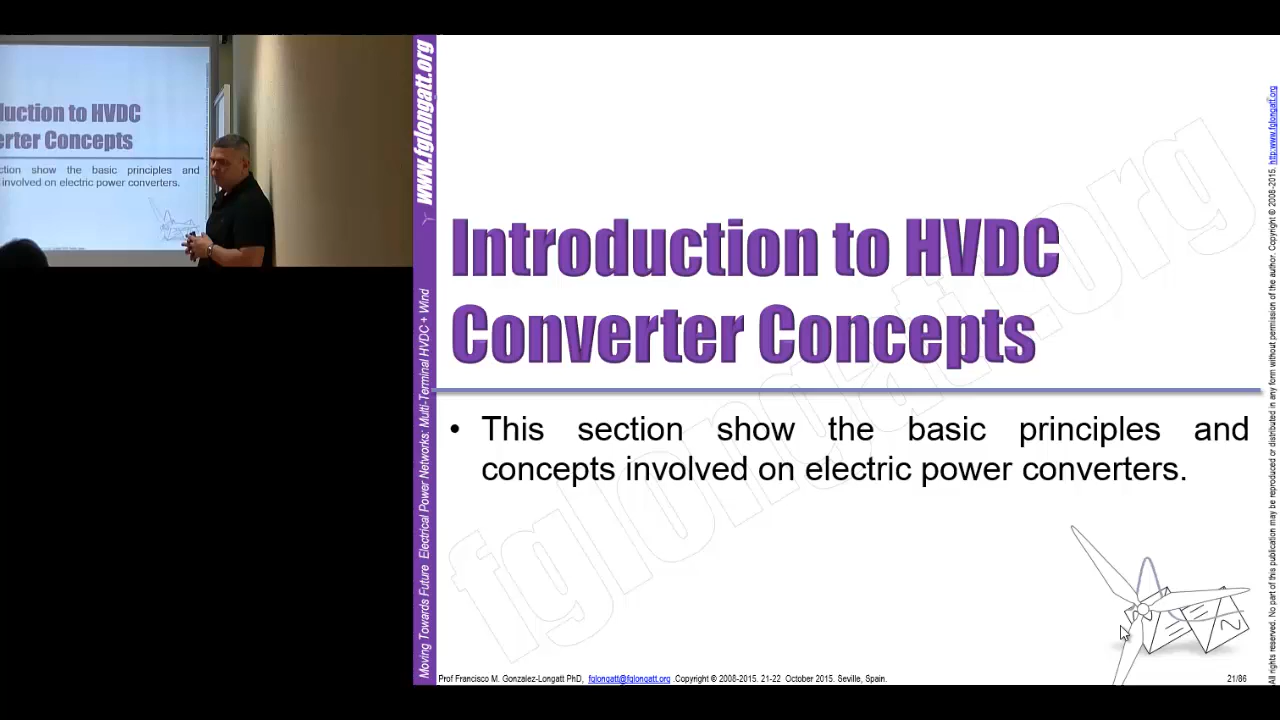 Introduction to HVDC
Converter Concepts
• This section show the basic principles and
concepts involved on electric power converters.
Prof Francisco M. Gonzalez-Longatt PhD, fglongatt@fglongatt.org .Copyright © 2008-2015. 21-22 October 2015. Seville, Spain.
21/86
www.fglongatt.org
Moving Towards Future Electrical Power Networks: Multi-Terminal HVDC + Wind
All rights reserved. No part of this publication may be reproduced or distributed in any form without permission of the author. Copyright © 2008-2015. http:www.fglongatt.org
fglongatt.org
duction to HVDC
erter Concepts
ction show the basic principles and
involved on electric power converters.